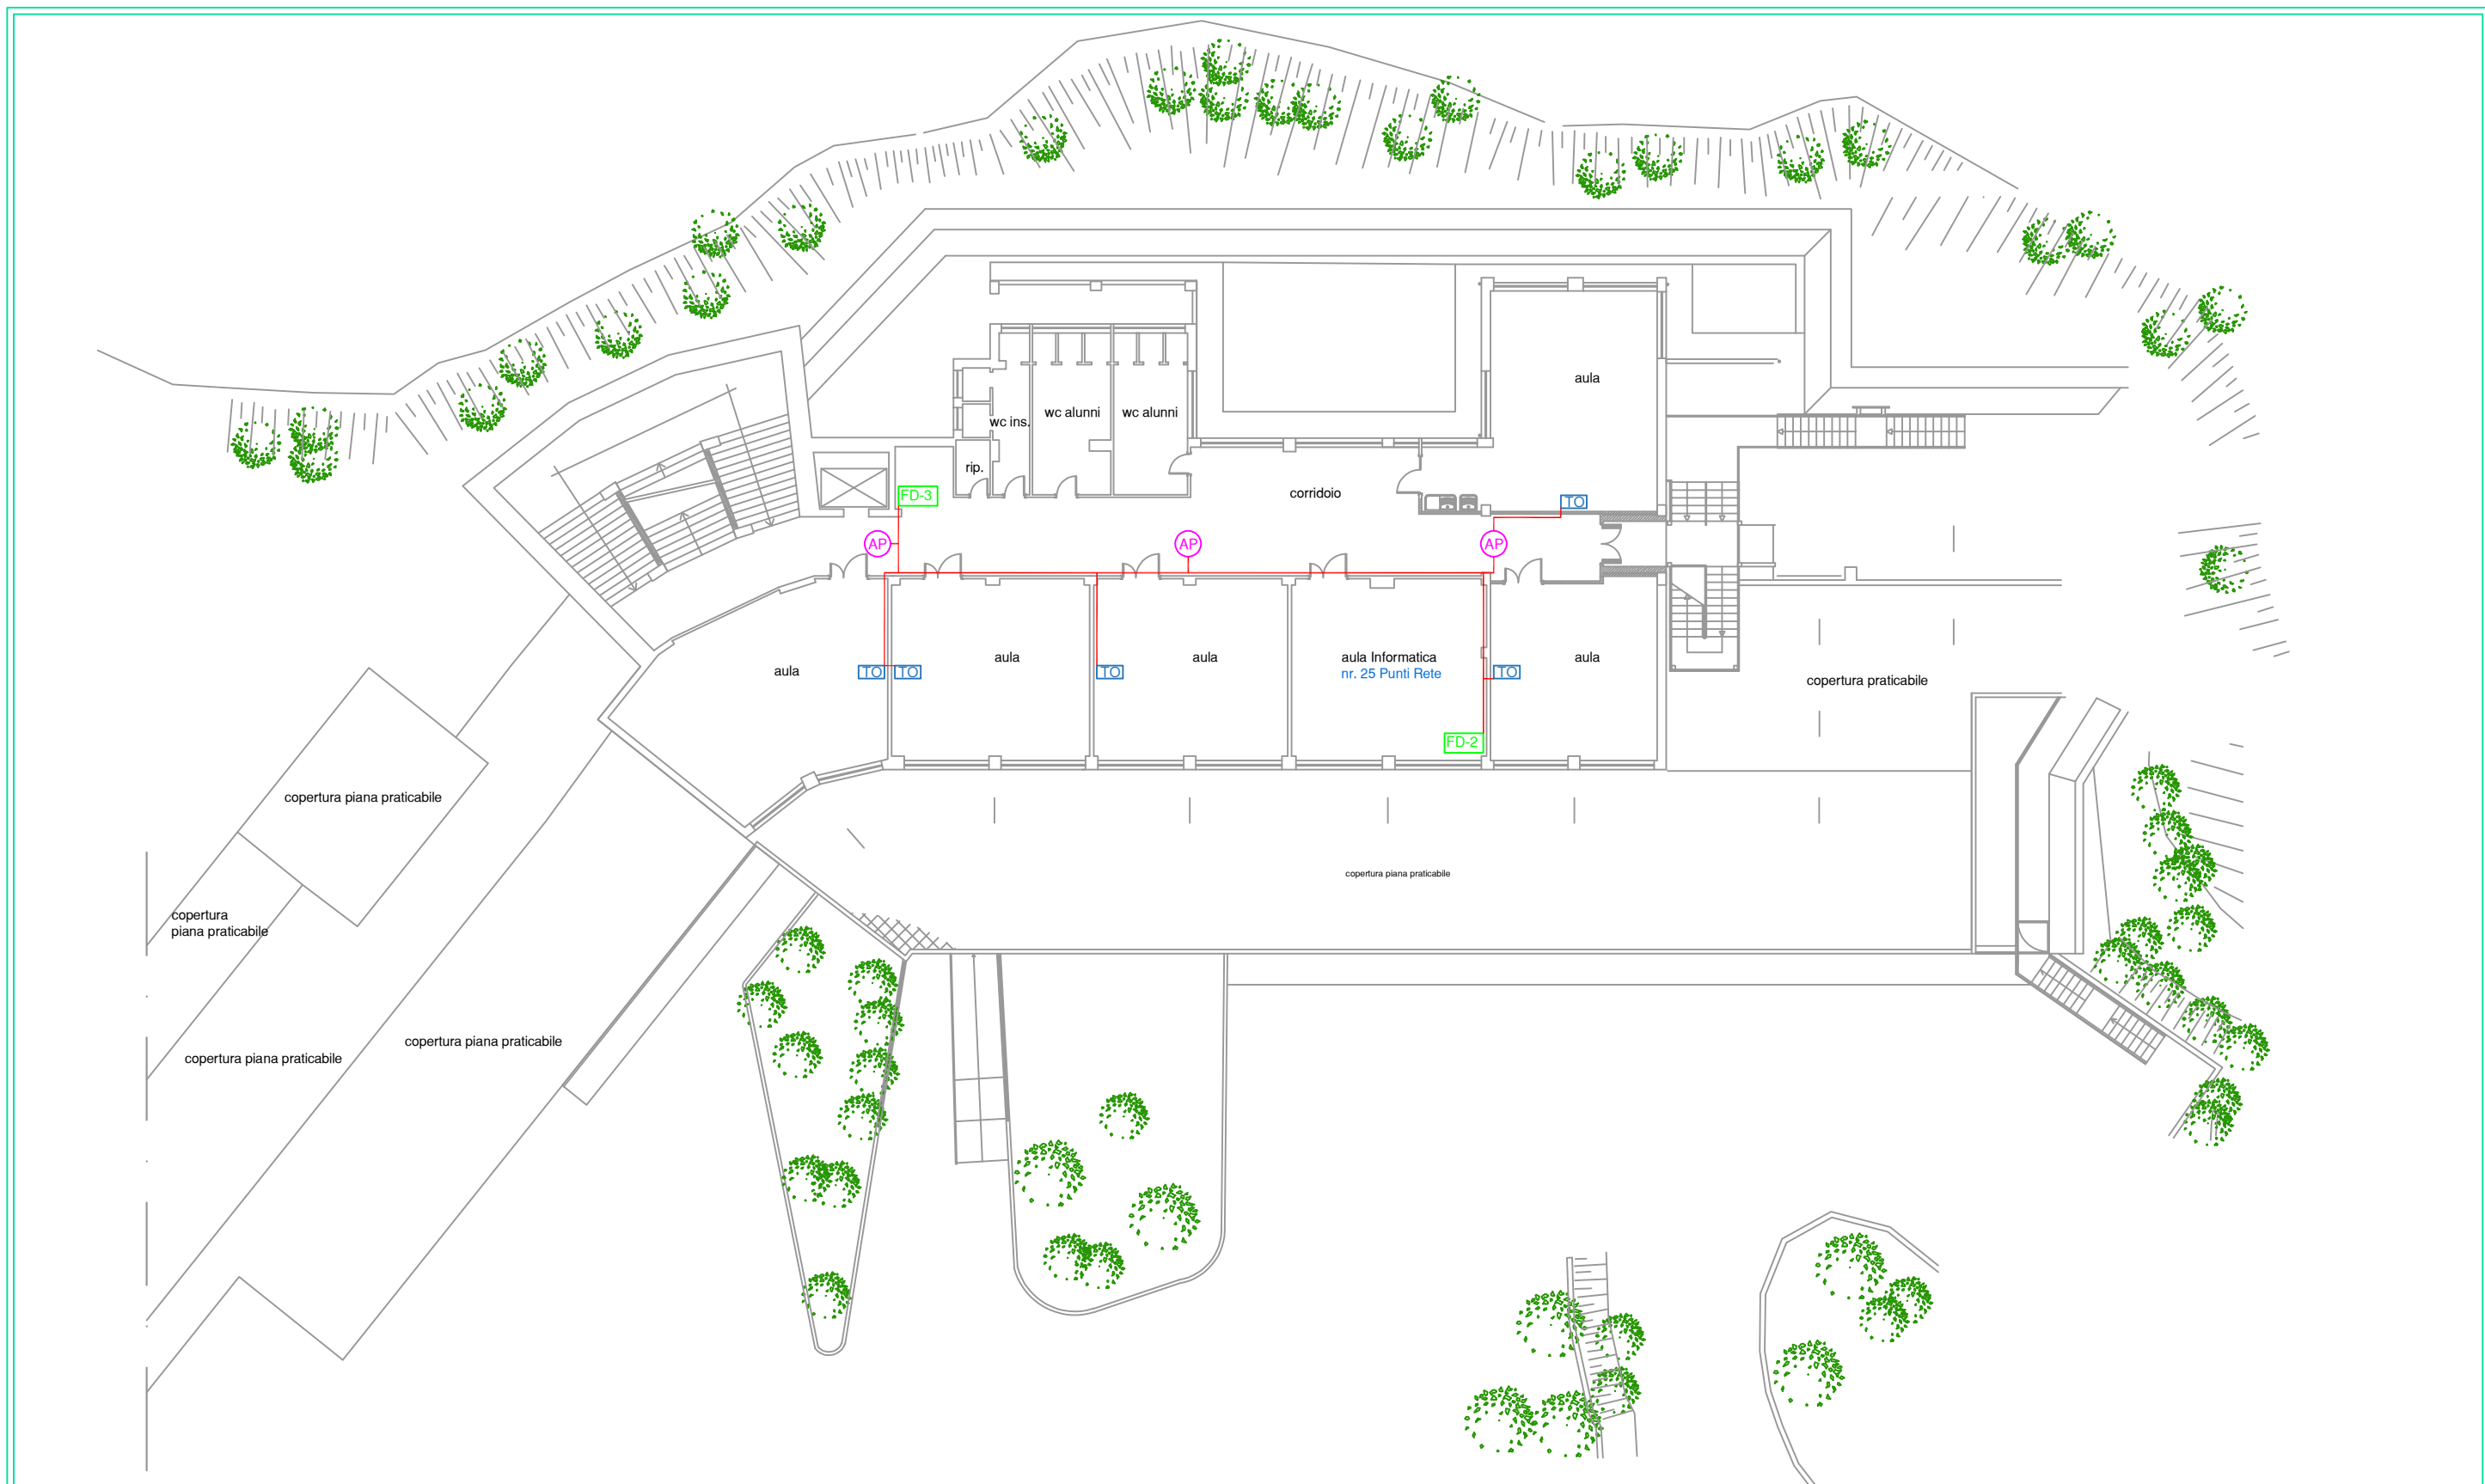 aula
wc ins.
wc alunni
wc alunni
rip.
corridoio
FD-3
TO
AP
AP
AP
aula
TO
TO
aula
TO
aula
aula Informatica
nr. 25 Punti Rete
TO
aula
FD-2
copertura praticabile
copertura piana praticabile
copertura piana praticabile
copertura
piana praticabile
copertura piana praticabile
copertura piana praticabile